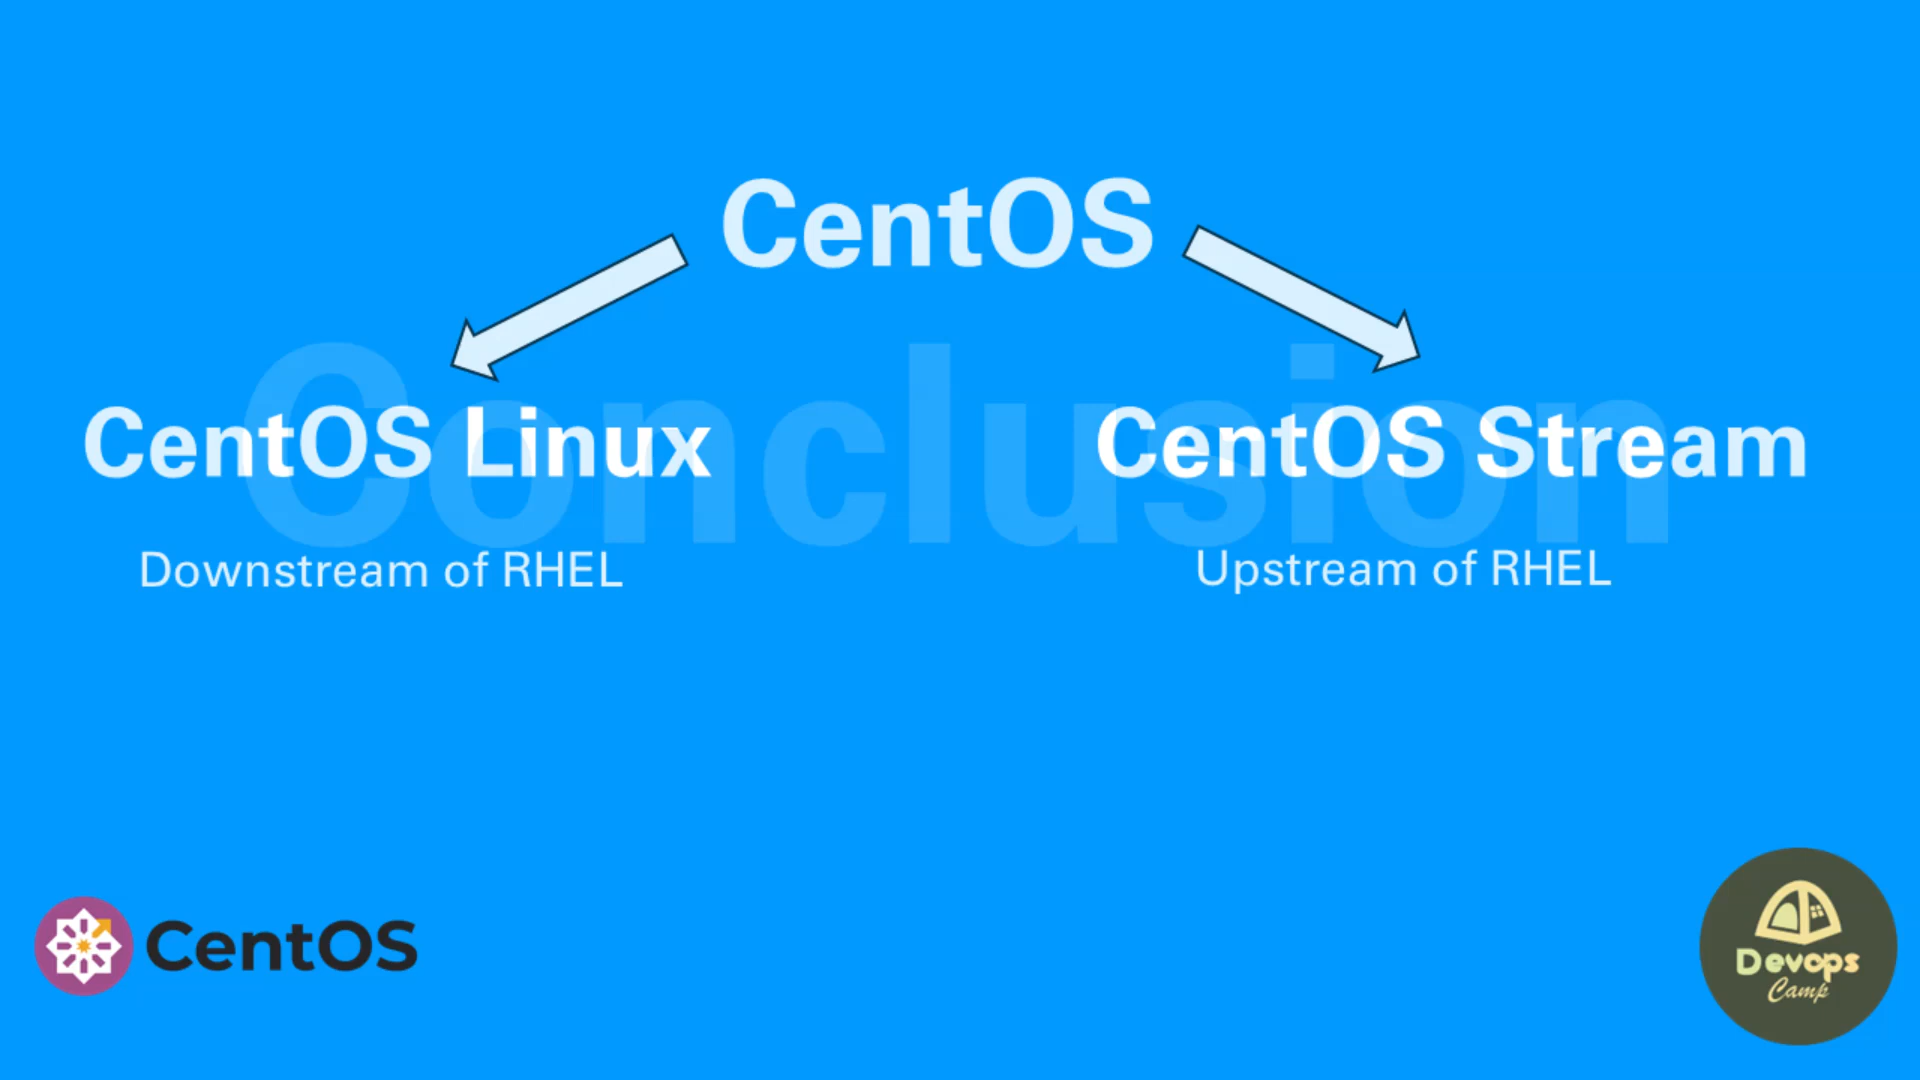 CentOS
Conclusion
CentOS Linux
CentOS Stream
Downstream of RHEL
Upstream of RHEL
CentOS
Devops
Camp